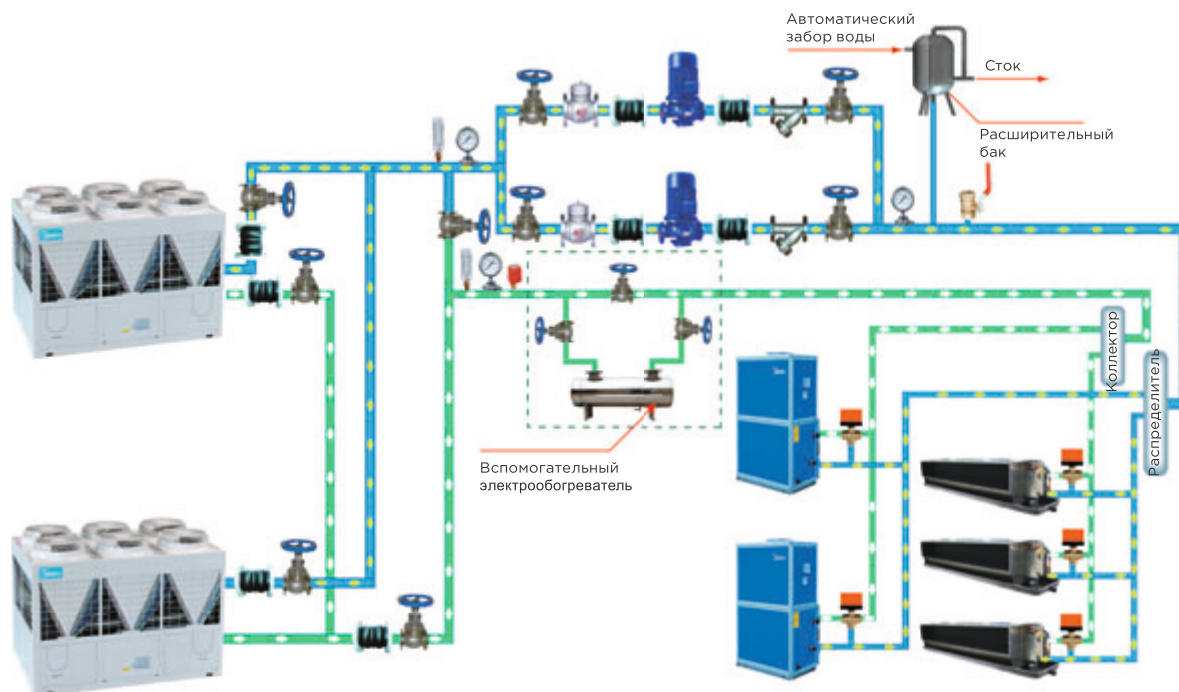 Автоматический
забор воды
Сток
Расширительный
бак
Коллектор
Распределитель
Вспомогательный
электрообогреватель